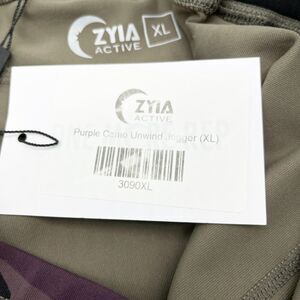 ZYIA
ACTIVE
XL
ZYIA
ACTIVE
Purple Camo Unwind Jogger (XL)
3090XL